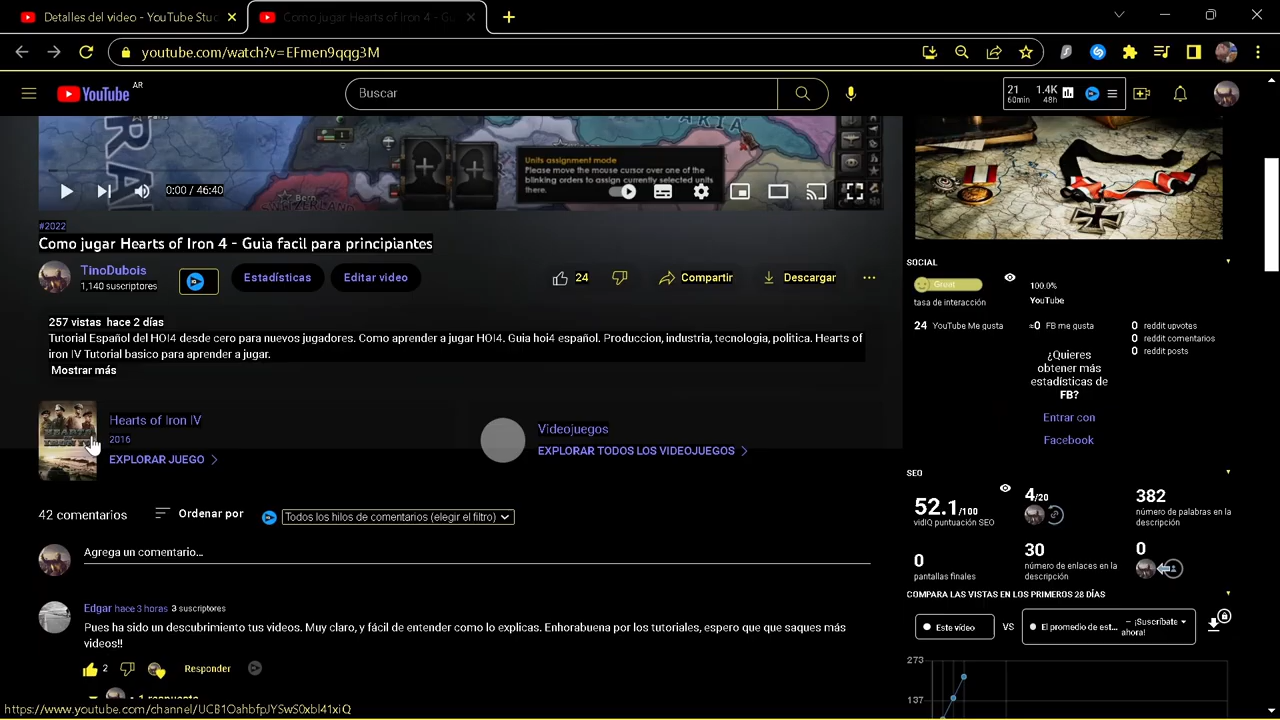 Detalles del video - YouTube Stu
Como jugar Hearts of Iron 4 - Gu
youtube.com/watch?v=EFmen9qqg3M
YouTube AR
Buscar
21
60min
1.4K
48h
Units assignment mode
Please move the mouse cursor over one of the
blinking orders to assign currently selected units
there.
0:00 / 46:40
#2022
Como jugar Hearts of Iron 4 - Guia facil para principiantes
TinoDubois
1,140 suscriptores
Estadísticas
Editar video
24
Compartir
Descargar
257 vistas hace 2 días
Tutorial Español del HOI4 desde cero para nuevos jugadores. Como aprender a jugar HOI4. Guia hoi4 español. Produccion, industria, tecnologia, politica. Hearts of
iron IV Tutorial basico para aprender a jugar.
Mostrar más
Hearts of Iron IV
2016
EXPLORAR JUEGO
Videojuegos
EXPLORAR TODOS LOS VIDEOJUEGOS
42 comentarios
Ordenar por
Todos los hilos de comentarios (elegir el filtro)
Agrega un comentario...
Edgar hace 3 horas 3 suscriptores
Pues ha sido un descubrimiento tus videos. Muy claro, y fácil de entender como lo explicas. Enhorabuena por los tutoriales, espero que que saques más
videos!!
2
Responder
1 respuesta
https://www.youtube.com/channel/UCB1OahbfpJYSwS0xbl41xiQ
SOCIAL
Great
tasa de interacción
100.0%
YouTube
24 YouTube Me gusta
≈0 FB me gusta
0 reddit upvotes
0 reddit comentarios
0 reddit posts
¿Quieres
obtener más
estadísticas de
FB?
Entrar con
Facebook
SEO
52.1/100
vidIQ puntuación SEO
4/20
382
número de palabras en la
descripción
0
pantallas finales
30
número de enlaces en la
descripción
0
COMPARA LAS VISTAS EN LOS PRIMEROS 28 DÍAS
Este vídeo
VS
El promedio de est...
– ¡Suscríbate
ahora!
273
137